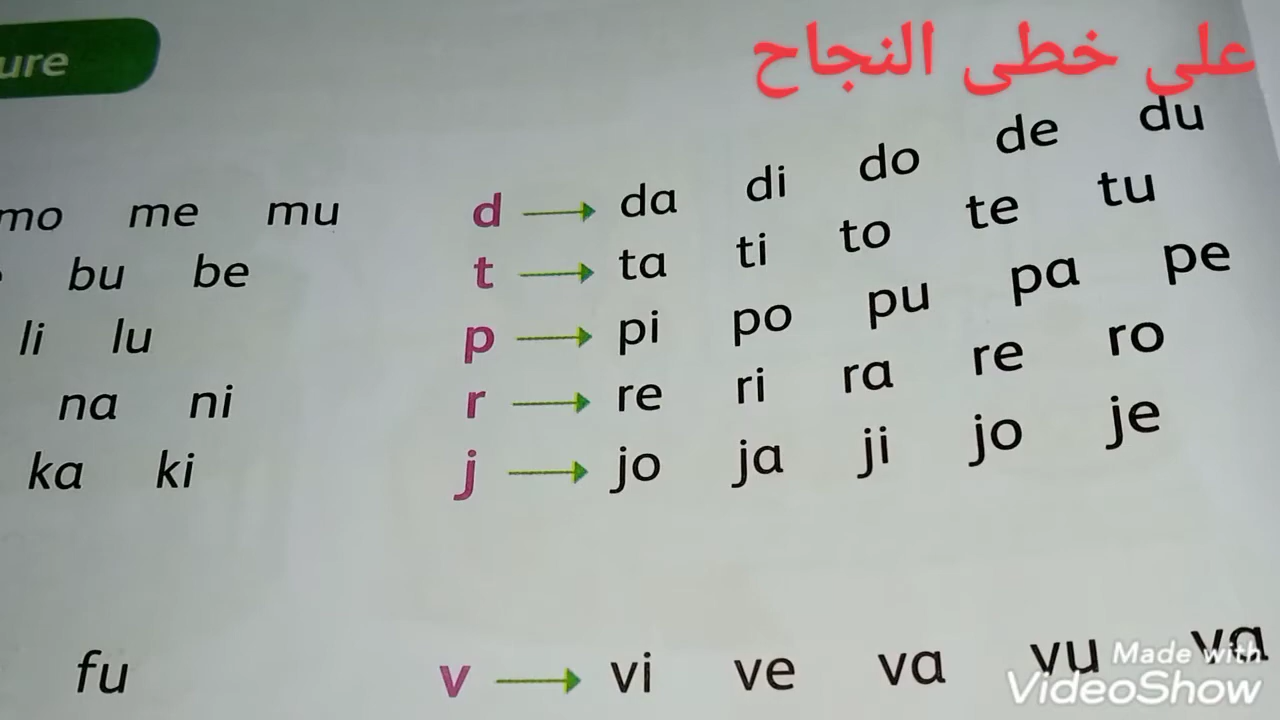 ure
على خطى النجاح
mo me mu
bu be
li lu
na ni
ka ki
fu
d → da di do de du
t → ta ti to te tu
p → pi po pu pa pe
r → re ri ra re ro
j → jo ja ji jo je
v → vi ve va vu va
Made with
VideoShow